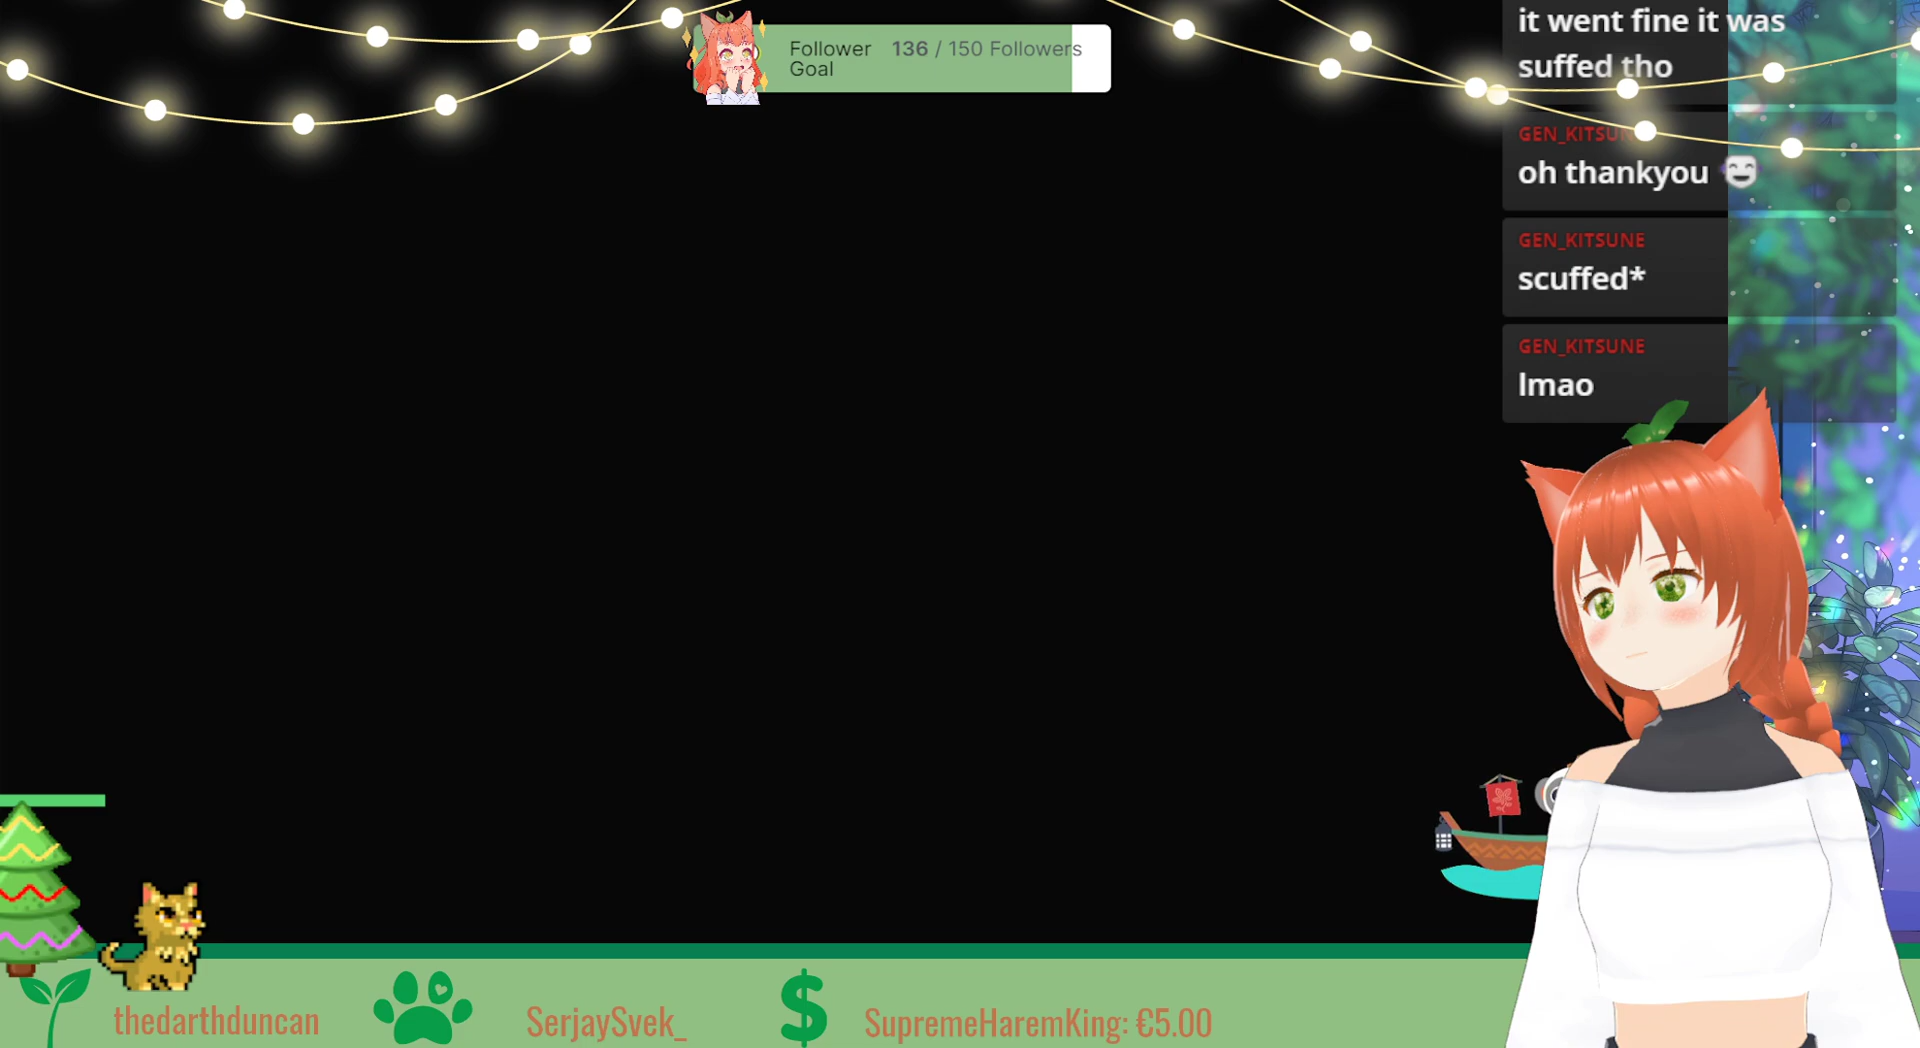 Follower
Goal
136 / 150 Followers
it went fine it was
suffed tho
GEN_KITSUNE
oh thankyou
GEN_KITSUNE
scuffed*
GEN_KITSUNE
lmao
thedarthduncan
SerjaySvek_
$
SupremeHaremKing: €5.00